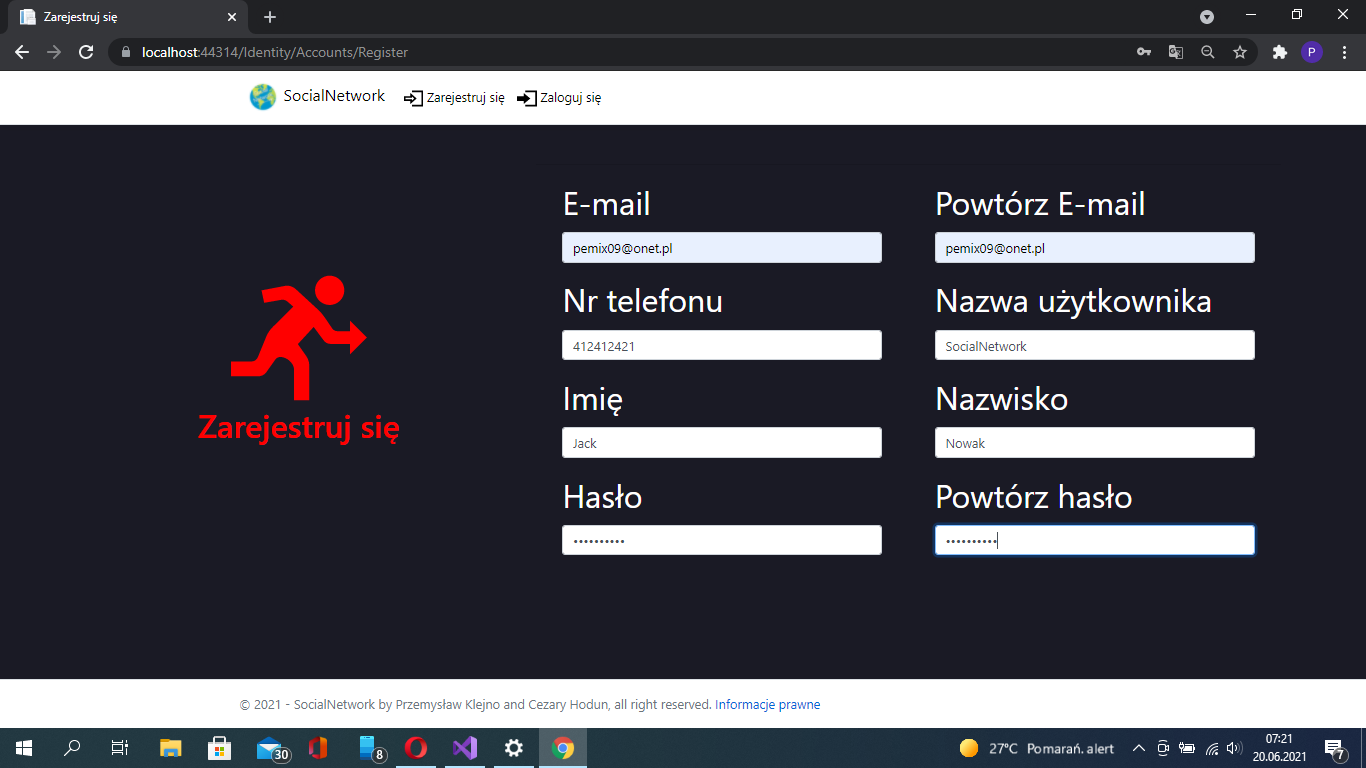 Zarejestruj się
localhost:44314/Identity/Accounts/Register
P
SocialNetwork Zarejestruj się Zaloguj się
E-mail Powtórz E-mail
pemix09@onet.pl pemix09@onet.pl
Nr telefonu Nazwa użytkownika
412412421 SocialNetwork
Imię Nazwisko
Jack Nowak
Zarejestruj się
Hasło Powtórz hasło
•••••••••• ••••••••••
© 2021 - SocialNetwork by Przemysław Klejno and Cezary Hodun, all right reserved. Informacje prawne
30 8 27°C Pomarań. alert 07:21
20.06.2021 7